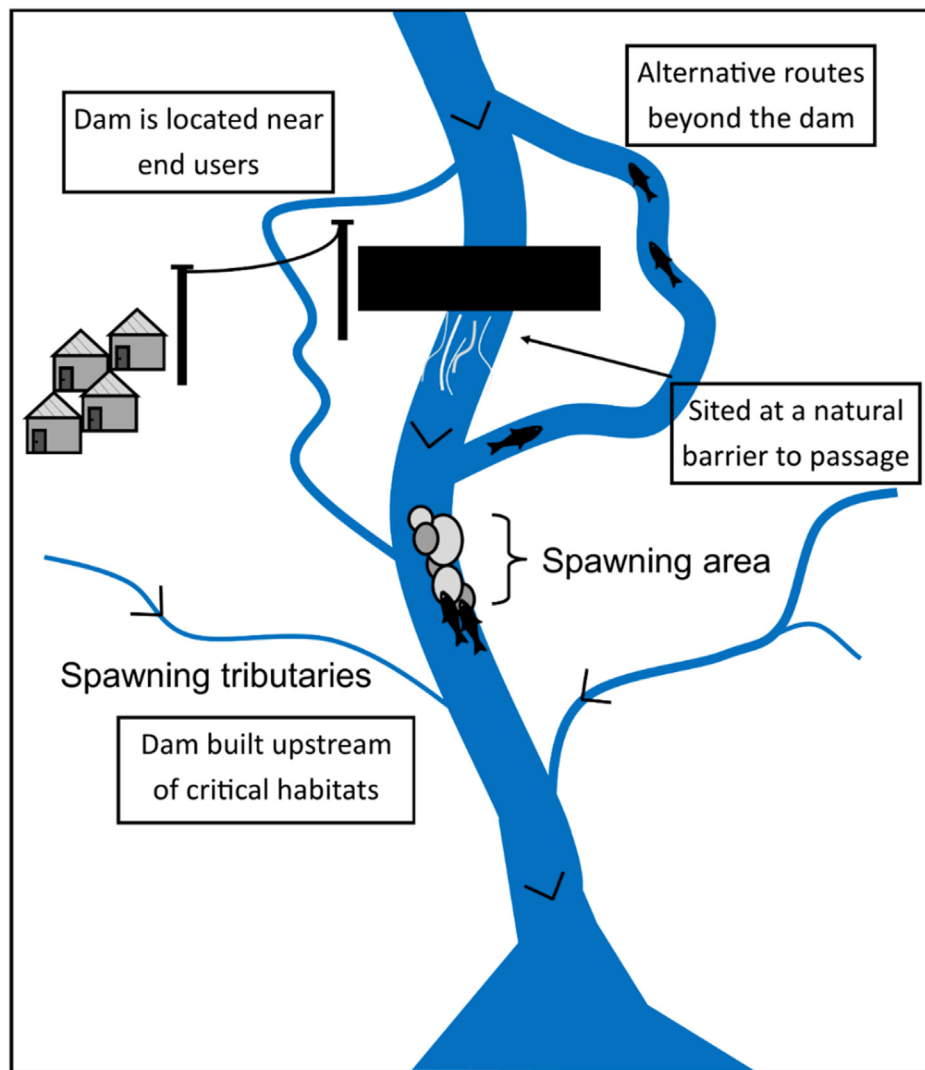 Alternative routes
beyond the dam
Dam is located near
end users
Sited at a natural
barrier to passage
Spawning area
Spawning tributaries
Dam built upstream
of critical habitats